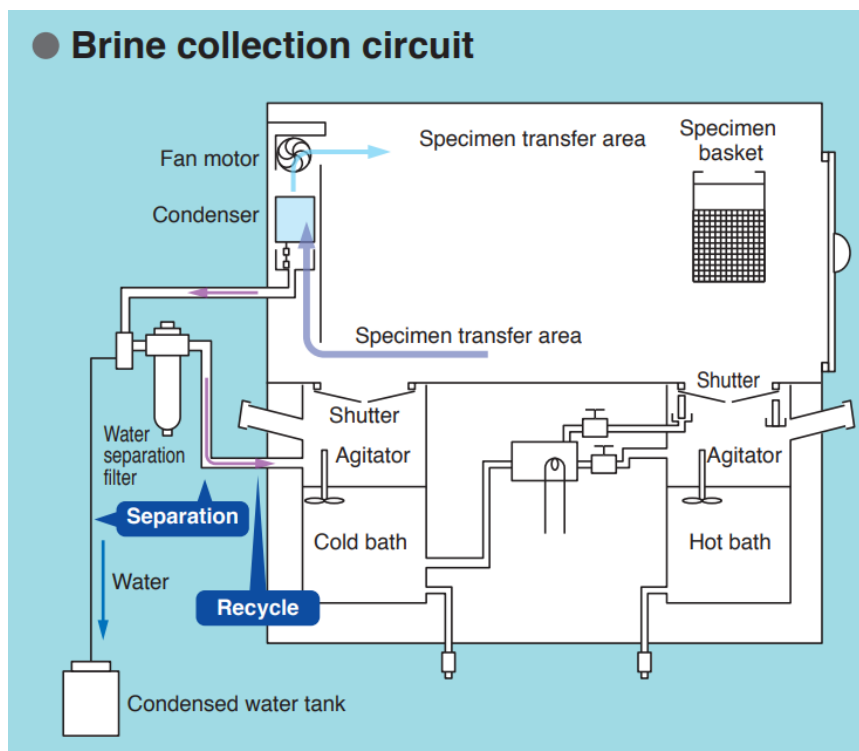 Brine collection circuit
Specimen transfer area
Specimen
basket
Fan motor
Condenser
Specimen transfer area
Shutter
Shutter
Water
separation
filter
Agitator
Agitator
Separation
Cold bath
Hot bath
Water
Recycle
Condensed water tank